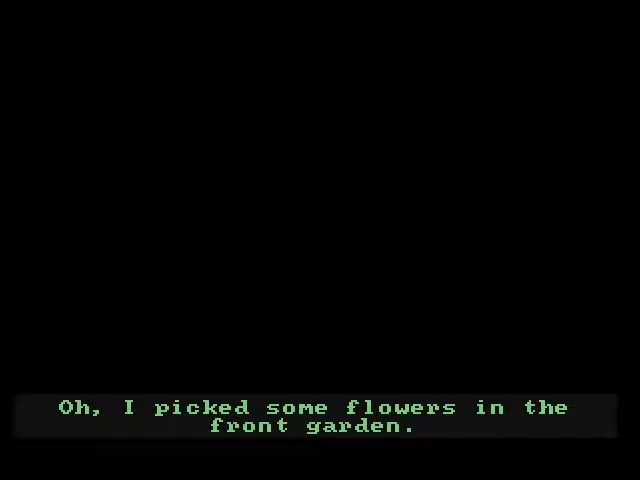 Oh, I picked some flowers in the
front garden.